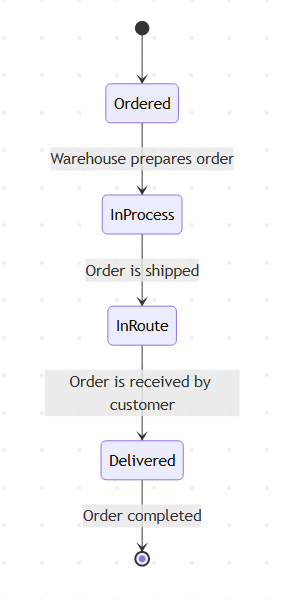 Ordered
Warehouse prepares order
InProcess
Order is shipped
InRoute
Order is received by
customer
Delivered
Order completed